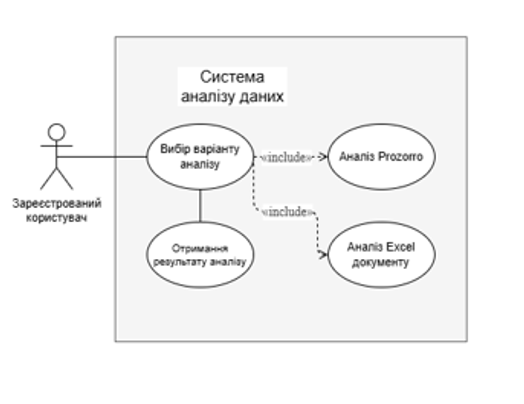 Система
аналізу даних
Вибір варіанту
аналізу
«include»
Аналіз Prozorro
Зареєстрований
користувач
«include»
Отримання
результату аналізу
Аналіз Excel
документу